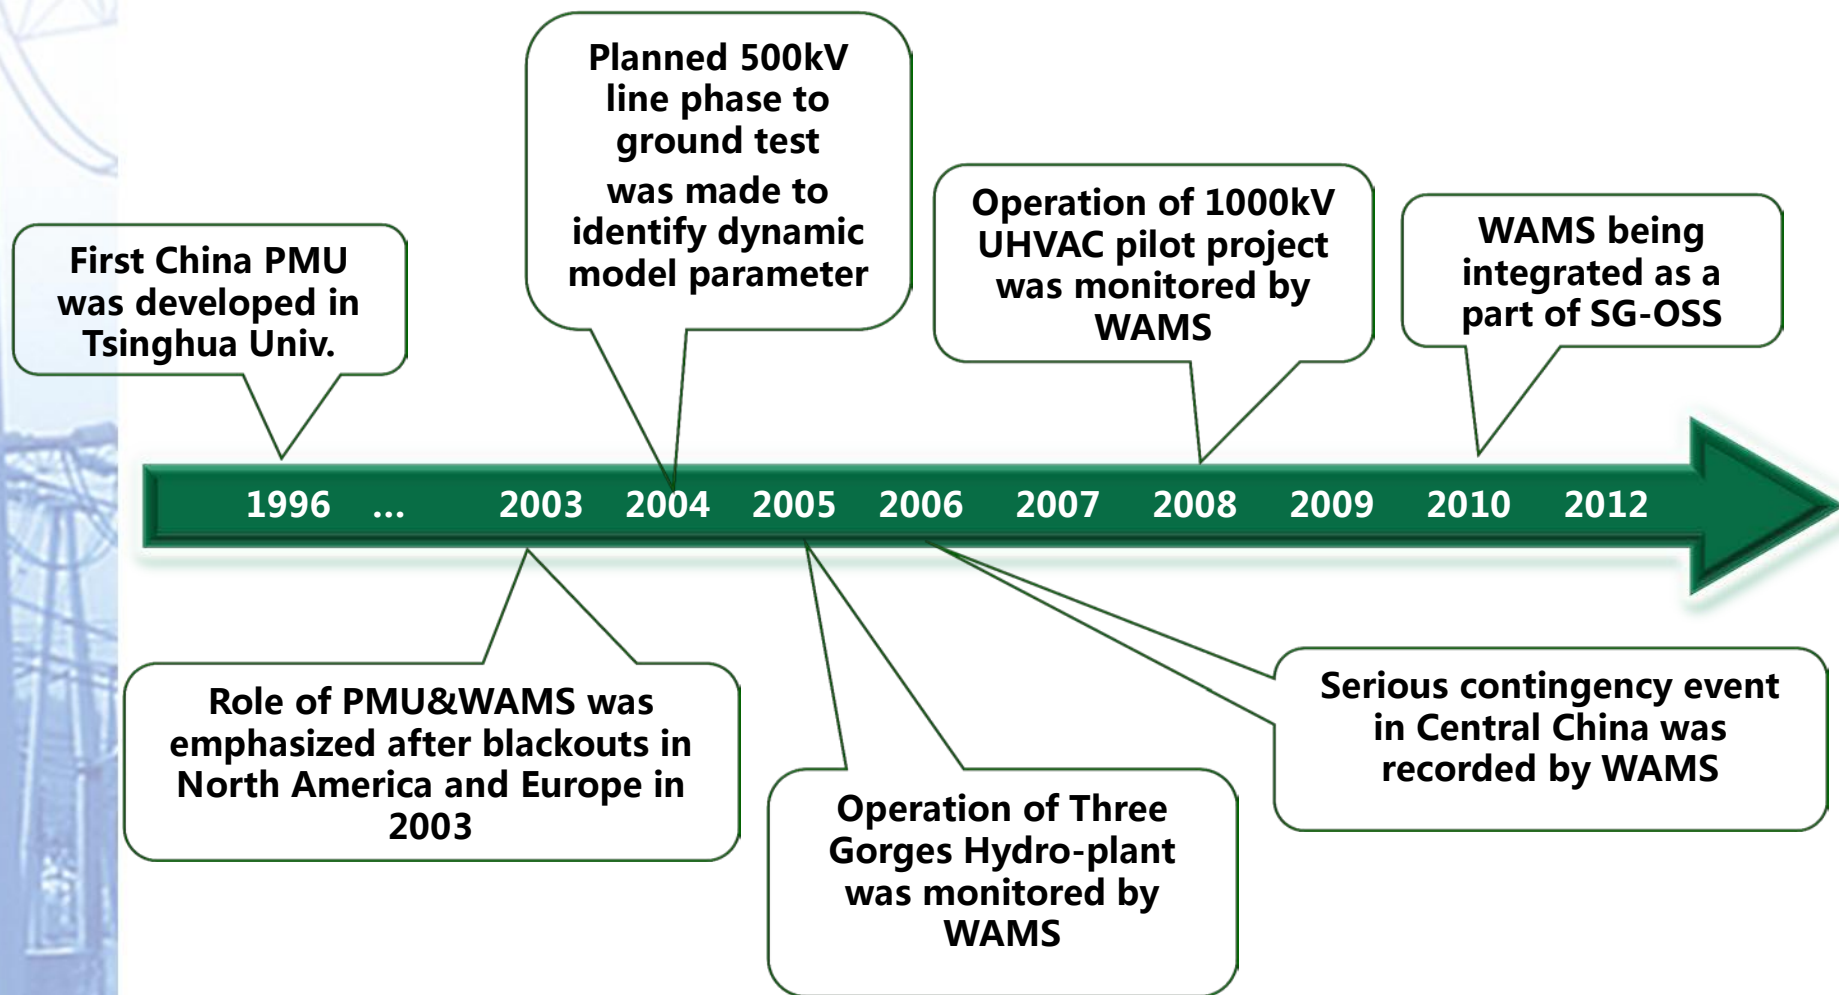 Planned 500kV
line phase to
ground test
was made to
identify dynamic
model parameter
First China PMU
was developed in
Tsinghua Univ.
Operation of 1000kV
UHVAC pilot project
was monitored by
WAMS
WAMS being
integrated as a
part of SG-OSS
1996 ... 2003 2004 2005 2006 2007 2008 2009 2010 2012
Role of PMU&WAMS was
emphasized after blackouts in
North America and Europe in
2003
Operation of Three
Gorges Hydro-plant
was monitored by
WAMS
Serious contingency event
in Central China was
recorded by WAMS